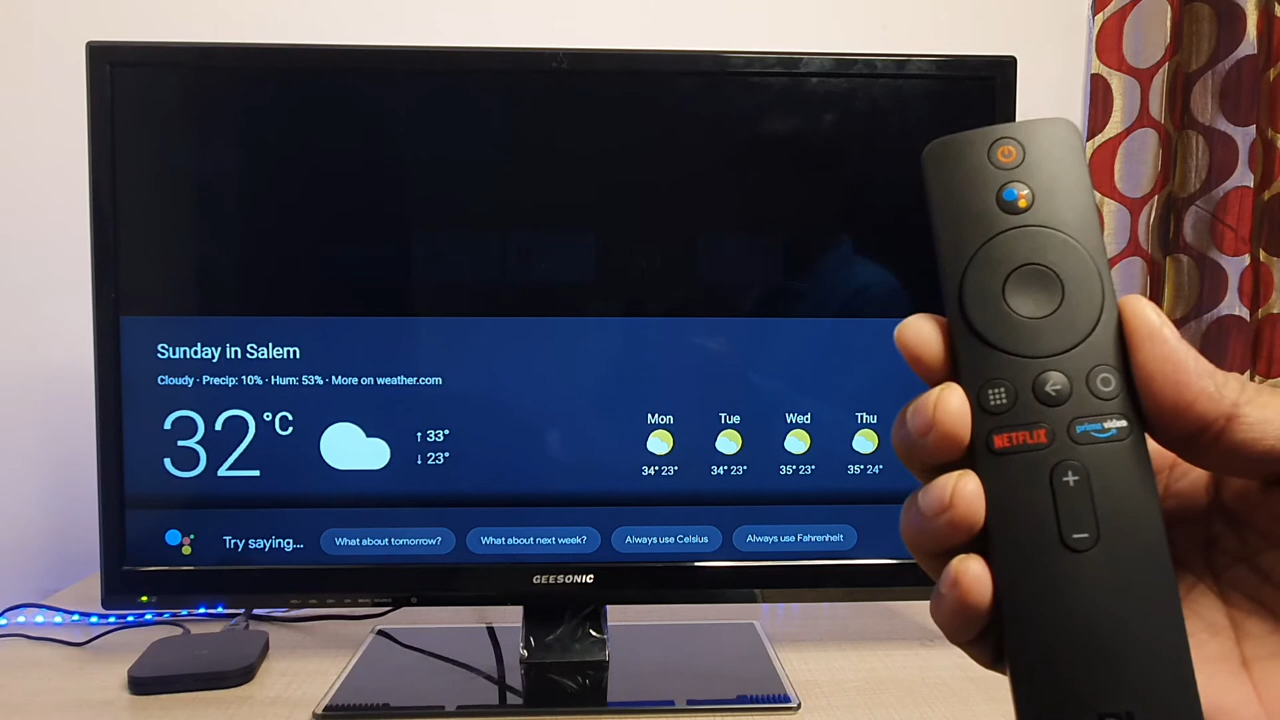 Sunday in Salem
Cloudy · Precip: 10% · Hum: 53% · More on weather.com
32 °C
↑ 33°
↓ 23°
Mon Tue Wed Thu
34° 23° 34° 23° 35° 23° 35° 24°
Try saying... What about tomorrow? What about next week? Always use Celsius Always use Fahrenheit
GEESONIC
NETFLIX
prime video
+
−